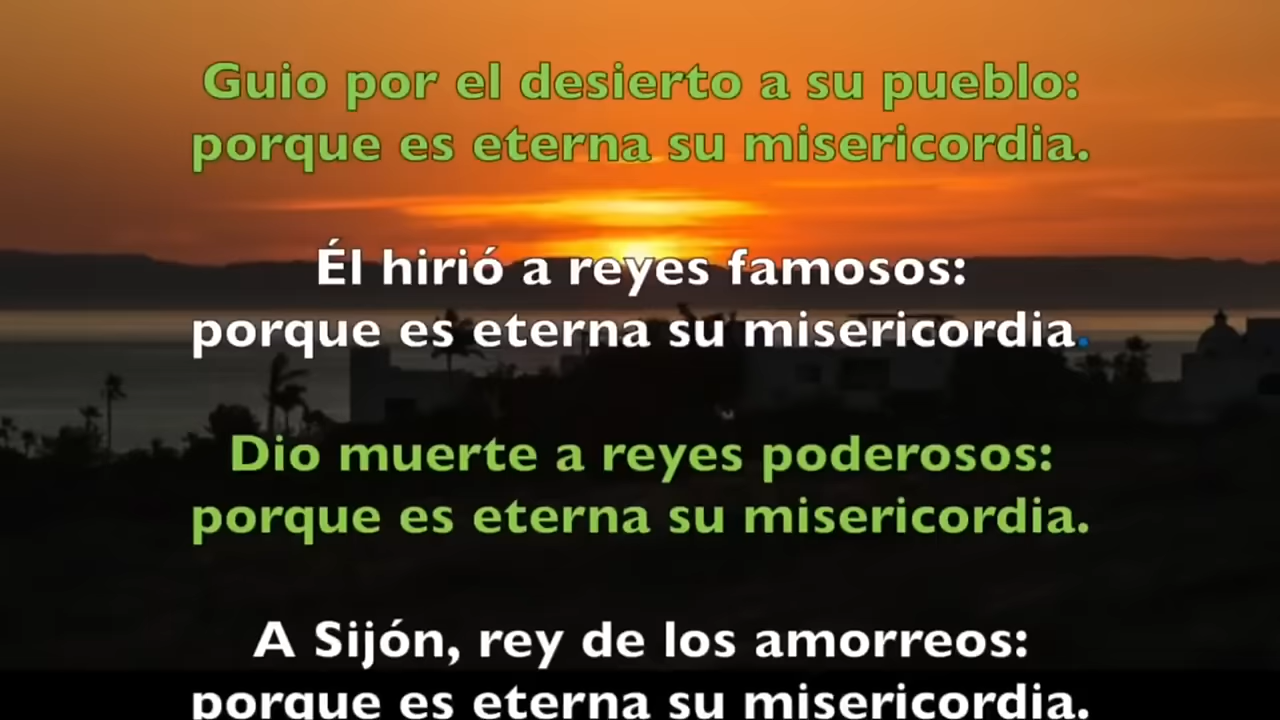 Guio por el desierto a su pueblo:
porque es eterna su misericordia.
Él hirió a reyes famosos:
porque es eterna su misericordia.
Dio muerte a reyes poderosos:
porque es eterna su misericordia.
A Sijón, rey de los amorreos:
porque es eterna su misericordia.